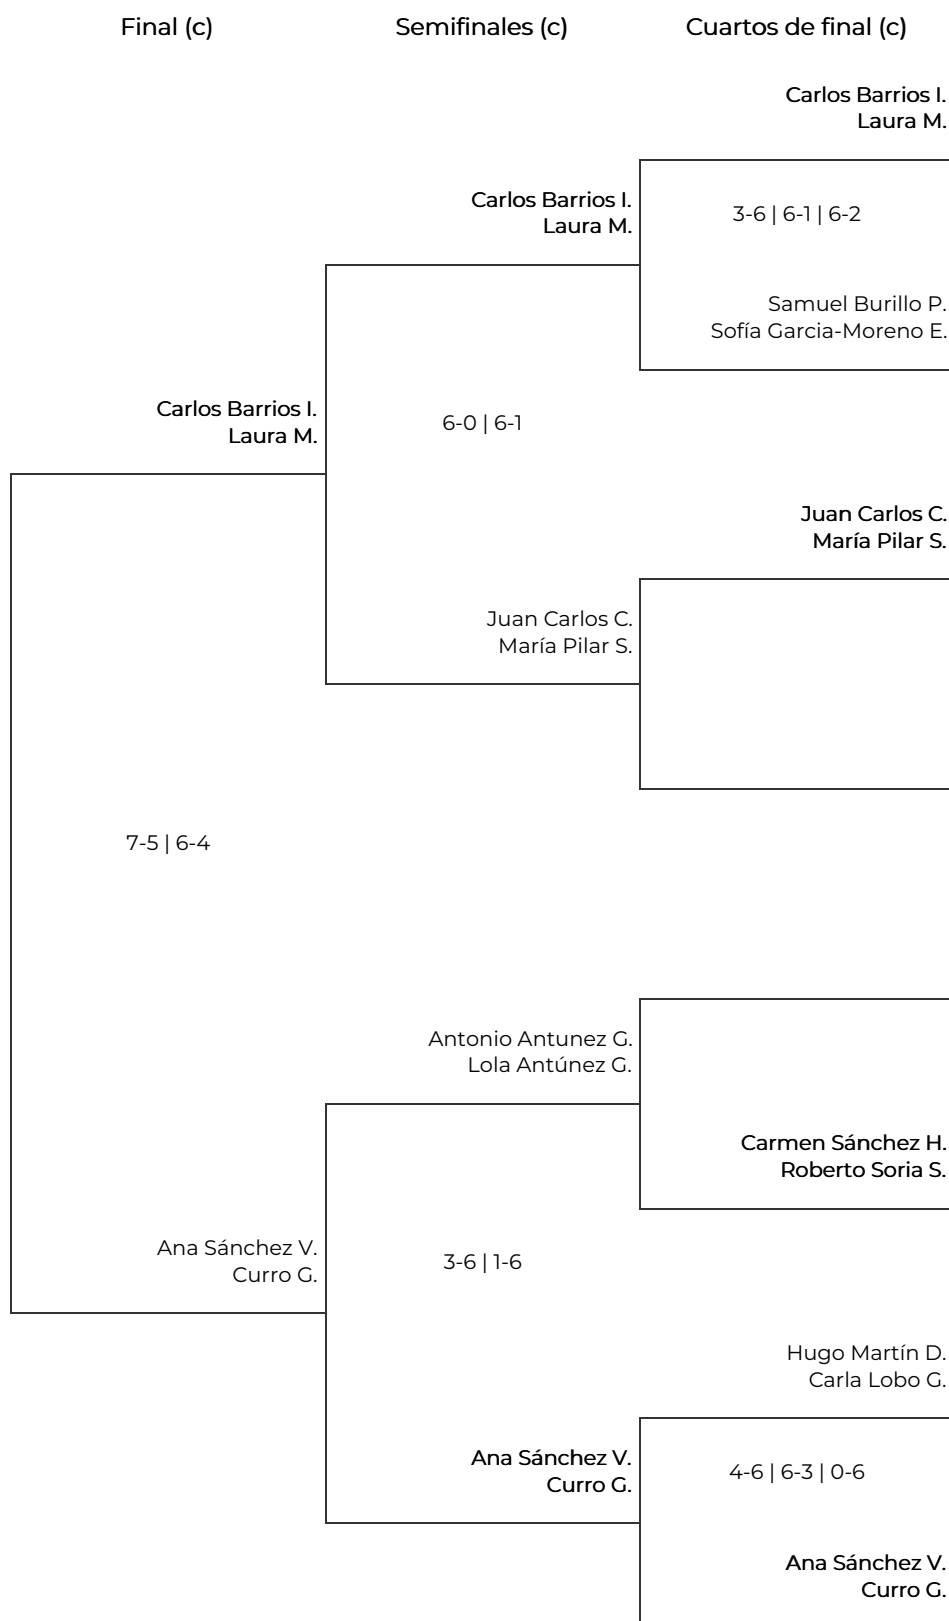 Final (c)
Semifinales (c)
Cuartos de final (c)
Carlos Barrios I.
Laura M.
Carlos Barrios I.
Laura M.
3-6 | 6-1 | 6-2
Samuel Burillo P.
Sofía Garcia-Moreno E.
Carlos Barrios I.
Laura M.
6-0 | 6-1
Juan Carlos C.
María Pilar S.
Juan Carlos C.
María Pilar S.
7-5 | 6-4
Antonio Antunez G.
Lola Antúnez G.
Carmen Sánchez H.
Roberto Soria S.
Ana Sánchez V.
Curro G.
3-6 | 1-6
Hugo Martín D.
Carla Lobo G.
Ana Sánchez V.
Curro G.
4-6 | 6-3 | 0-6
Ana Sánchez V.
Curro G.